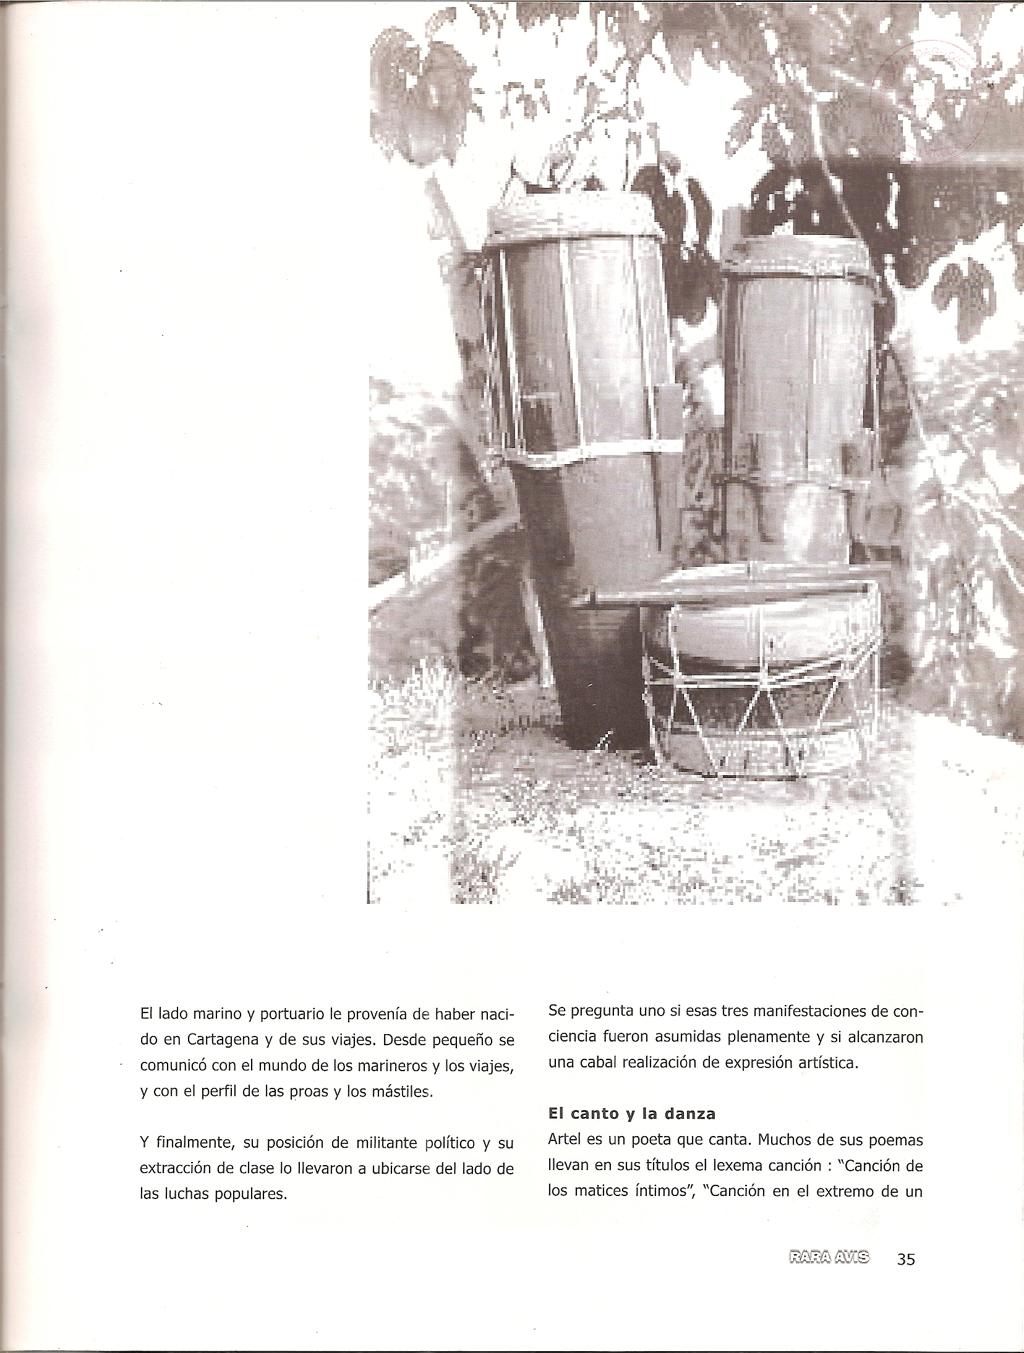 El lado marino y portuario le provenía de haber naci-
do en Cartagena y de sus viajes. Desde pequeño se
comunicó con el mundo de los marineros y los viajes,
y con el perfil de las proas y los mástiles.
Y finalmente, su posición de militante político y su
extracción de clase lo llevaron a ubicarse del lado de
las luchas populares.
Se pregunta uno si esas tres manifestaciones de con-
ciencia fueron asumidas plenamente y si alcanzaron
una cabal realización de expresión artística.
El canto y la danza
Artel es un poeta que canta. Muchos de sus poemas
llevan en sus títulos el lexema canción : “Canción de
los matices íntimos”, “Canción en el extremo de un
RARA AVIS 35